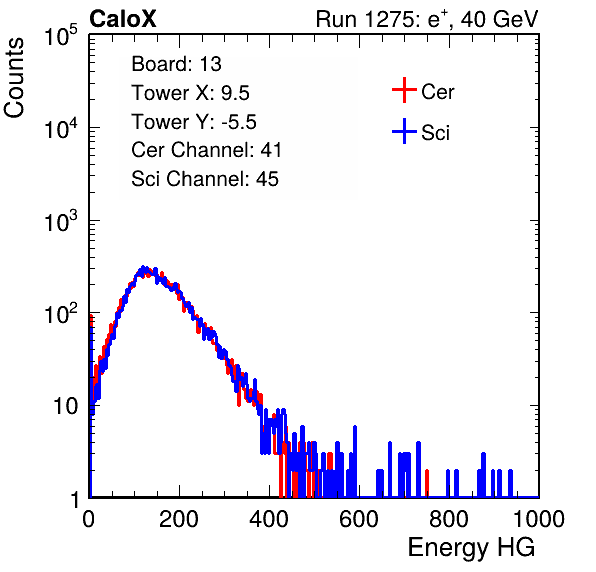 CaloX Run 1275: e⁺, 40 GeV
Board: 13
Tower X: 9.5
Tower Y: -5.5
Cer Channel: 41
Sci Channel: 45
Cer
Sci
Counts
10⁵
10⁴
10³
10²
10
1
0 200 400 600 800 1000
Energy HG